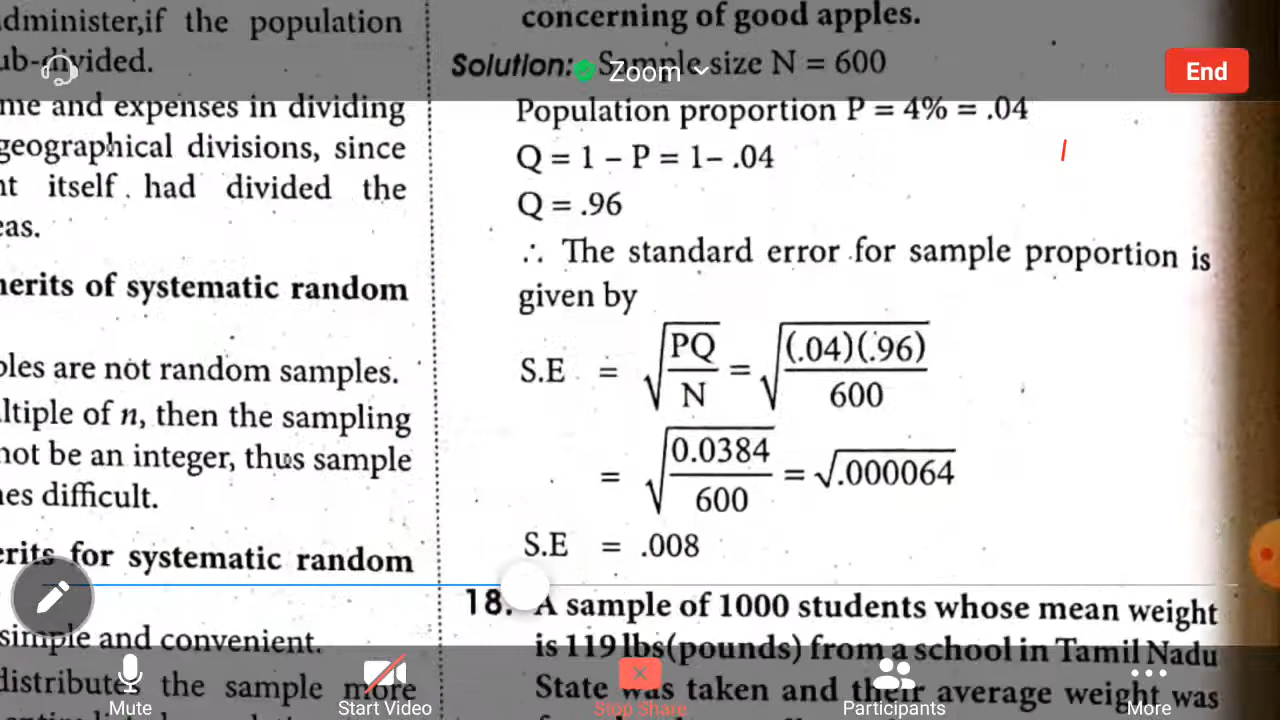 dminister,if the population
ub-divided.
me and expenses in dividing
geographical divisions, since
nt itself had divided the
eas.
erits of systematic random
ples are not random samples.
ltiple of n, then the sampling
not be an integer, thus sample
nes difficult.
erits for systematic random
simple and convenient.
distributes the sample more
concerning of good apples.
Solution: Sample size N = 600
Zoom
End
Population proportion P = 4% = .04
Q = 1 – P = 1– .04
Q = .96
∴ The standard error for sample proportion is
given by
S.E = √(PQ/N) = √((.04)(.96)/600)
= √(0.0384/600) = √.000064
S.E = .008
18. A sample of 1000 students whose mean weight
is 119 lbs(pounds) from a school in Tamil Nadu
State was taken and their average weight was
Mute
Start Video
Stop Share
Participants
More